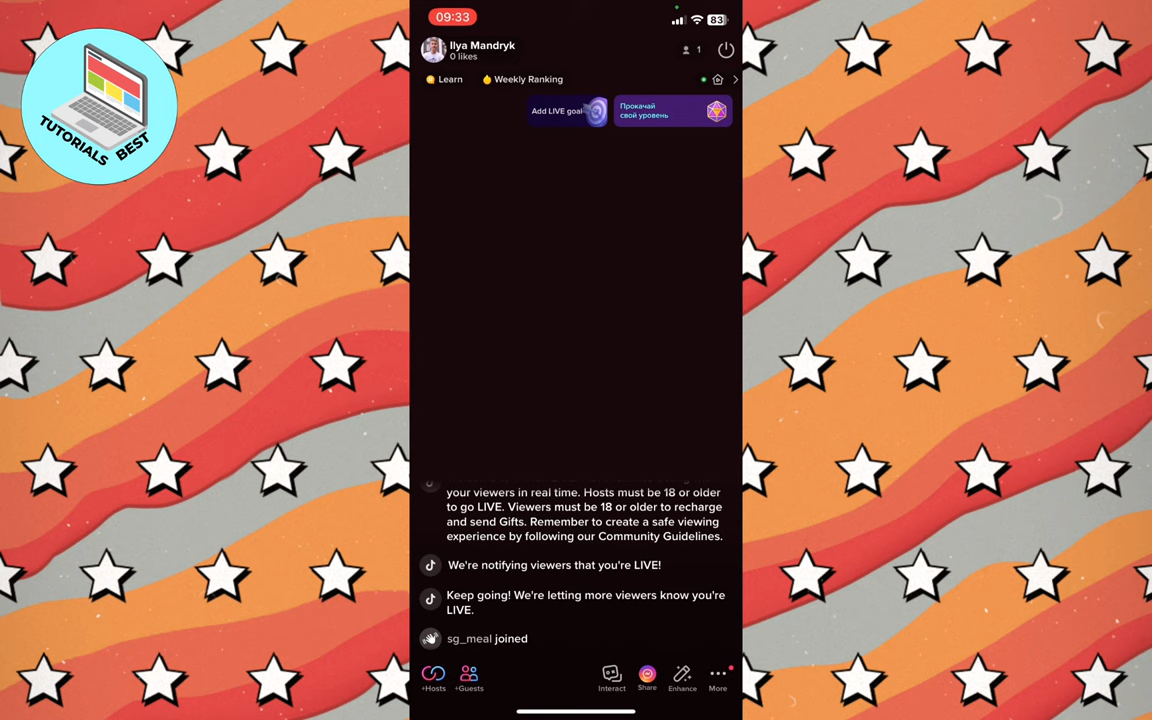 09:33
83
Ilya Mandryk
0 likes
1
Learn
Weekly Ranking
Add LIVE goal
Прокачай
свой уровень
TUTORIALS BEST
your viewers in real time. Hosts must be 18 or older
to go LIVE. Viewers must be 18 or older to recharge
and send Gifts. Remember to create a safe viewing
experience by following our Community Guidelines.
We're notifying viewers that you're LIVE!
Keep going! We're letting more viewers know you're
LIVE.
sg_meal joined
+Hosts
+Guests
Interact
Share
Enhance
More